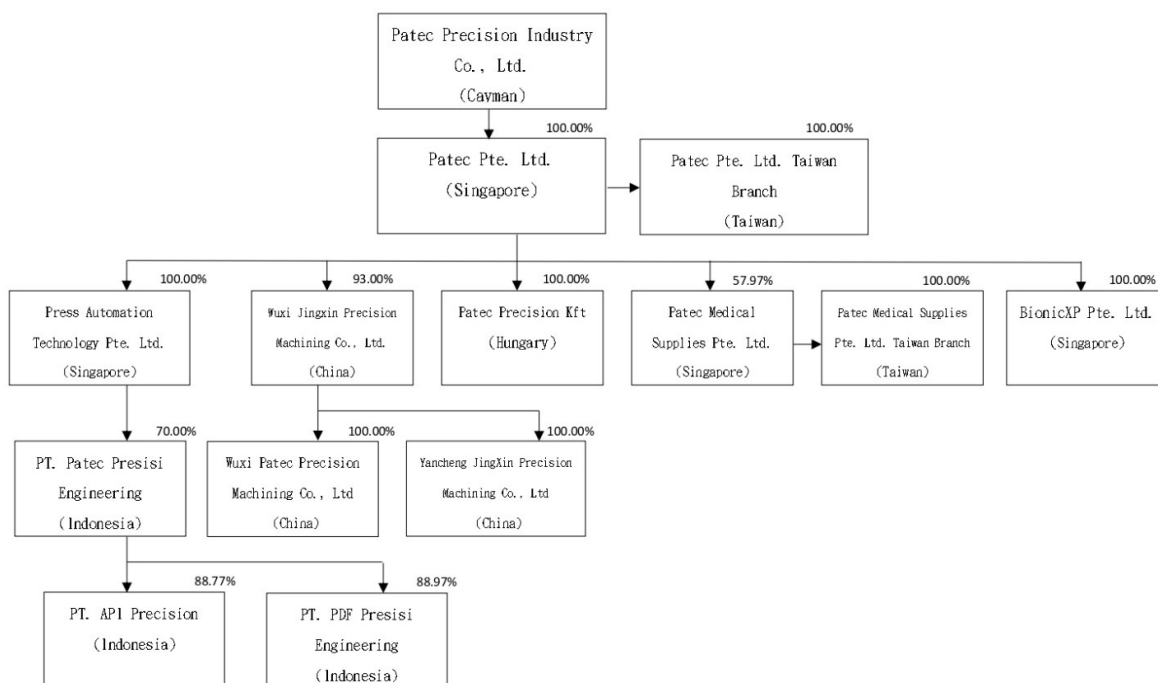 Patec Precision Industry
Co., Ltd.
(Cayman)
100.00%
100.00%
Patec Pte. Ltd.
(Singapore)
Patec Pte. Ltd. Taiwan
Branch
(Taiwan)
100.00%
93.00%
100.00%
57.97%
100.00%
100.00%
Press Automation
Technology Pte. Ltd.
(Singapore)
Wuxi Jingxin Precision
Machining Co., Ltd.
(China)
Patec Precision Kft
(Hungary)
Patec Medical
Supplies Pte. Ltd.
(Singapore)
Patec Medical Supplies
Pte. Ltd. Taiwan Branch
(Taiwan)
BionicXP Pte. Ltd.
(Singapore)
70.00%
100.00%
100.00%
PT. Patec Presisi
Engineering
(Indonesia)
Wuxi Patec Precision
Machining Co., Ltd
(China)
Yancheng JingXin Precision
Machining Co., Ltd
(China)
88.77%
88.97%
PT. API Precision
(Indonesia)
PT. PDF Presisi
Engineering
(Indonesia)